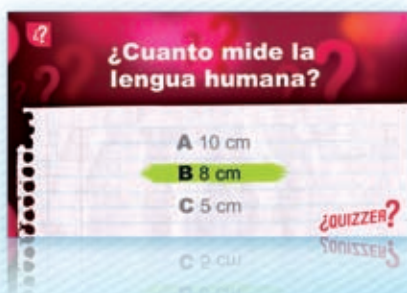 ¿Cuanto mide la
lengua humana?
A 10 cm
B 8 cm
C 5 cm
¿QUIZZER?